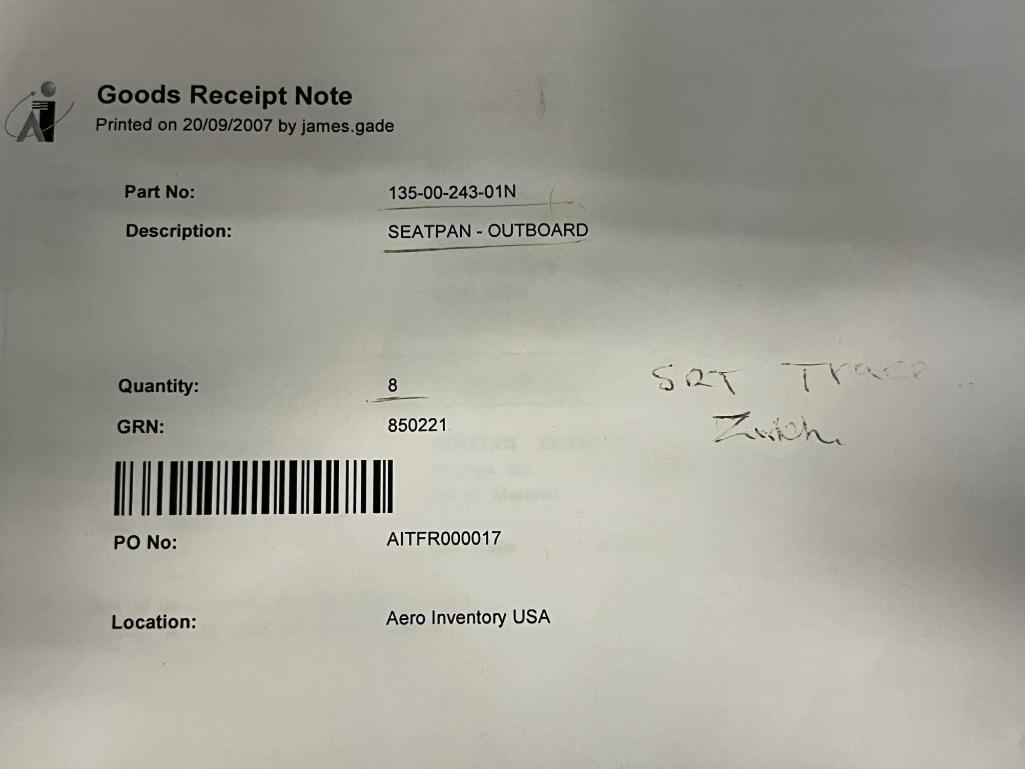 Goods Receipt Note
Printed on 20/09/2007 by james.gade
Part No: 135-00-243-01N
Description: SEATPAN - OUTBOARD
Quantity: 8
SRT Trace
GRN: 850221
PO No: AITFR000017
Location: Aero Inventory USA